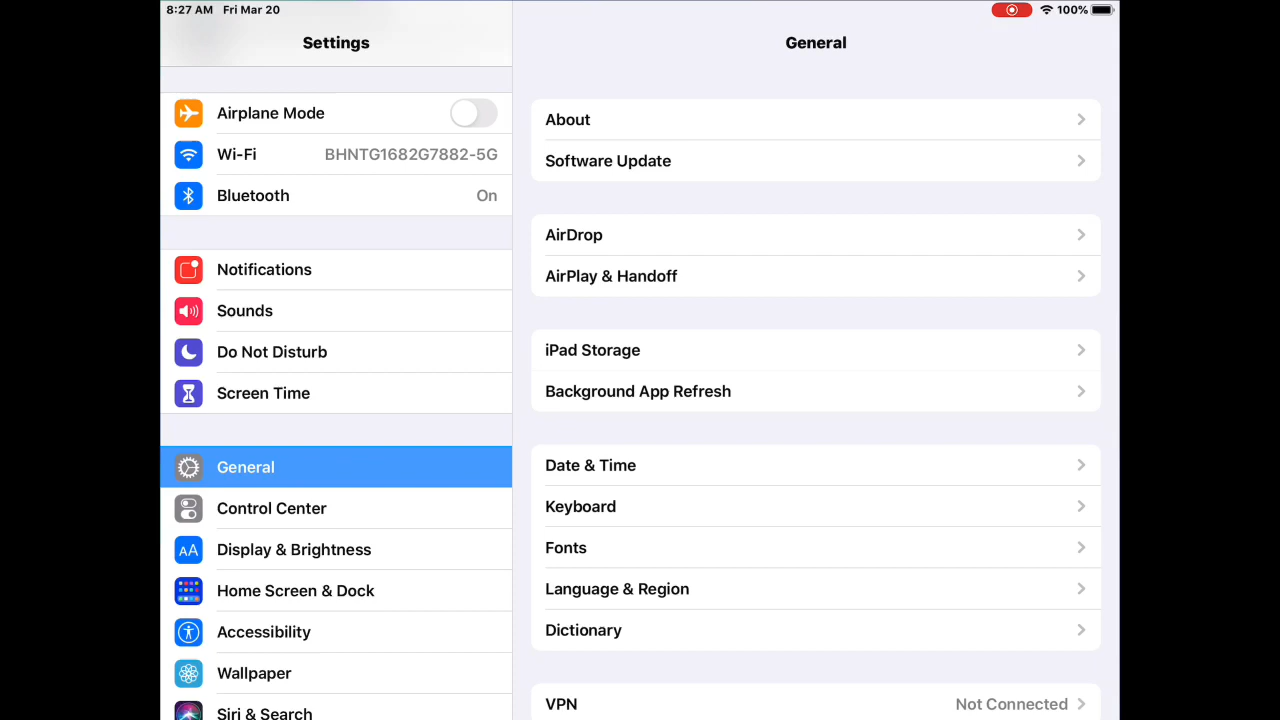 8:27 AM Fri Mar 20
100%
Settings
General
Airplane Mode
Wi-Fi BHNTG1682G7882-5G
Bluetooth On
Notifications
Sounds
Do Not Disturb
Screen Time
General
Control Center
AA Display & Brightness
Home Screen & Dock
Accessibility
Wallpaper
Siri & Search
About
Software Update
AirDrop
AirPlay & Handoff
iPad Storage
Background App Refresh
Date & Time
Keyboard
Fonts
Language & Region
Dictionary
VPN Not Connected